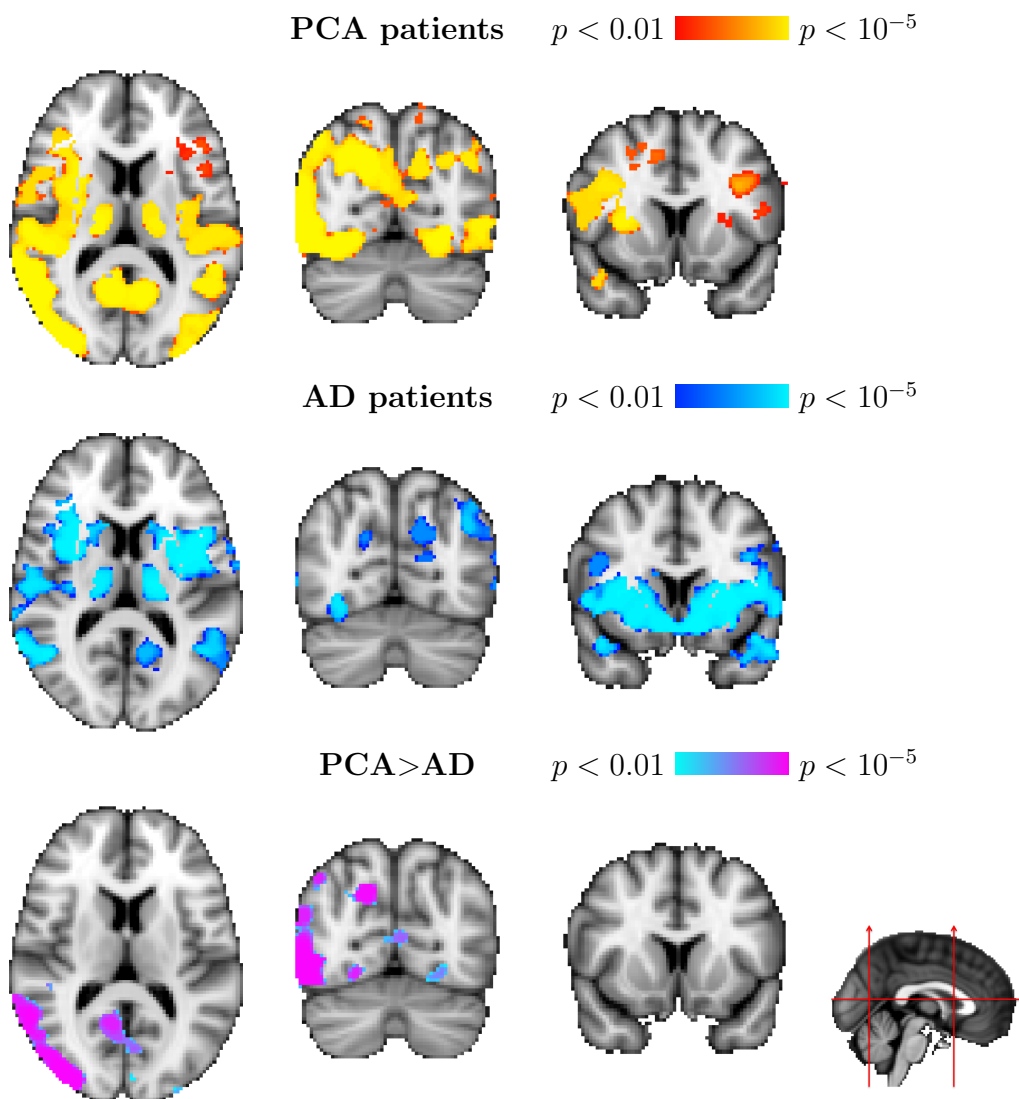 PCA patients p < 0.01 p < 10⁻⁵
AD patients p < 0.01 p < 10⁻⁵
PCA>AD p < 0.01 p < 10⁻⁵